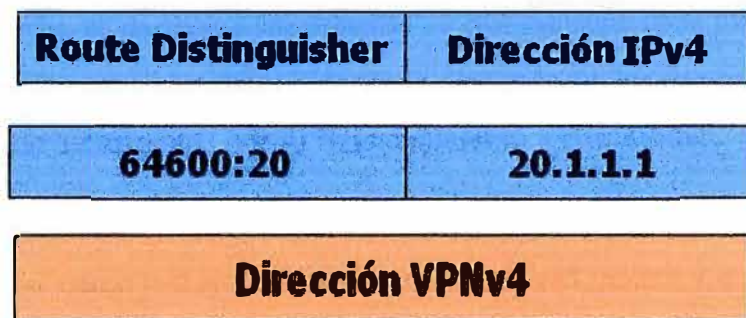 Route Distinguisher Dirección IPv4
64600:20 20.1.1.1
Dirección VPNv4